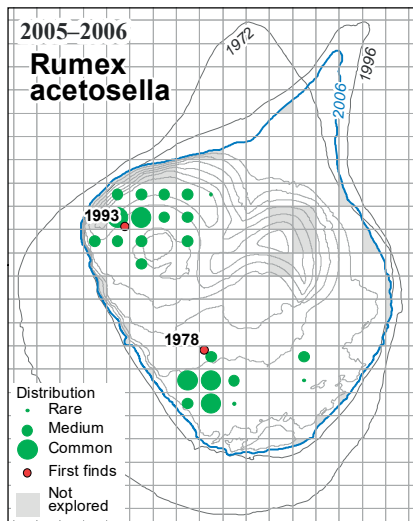 2005–2006
Rumex
acetosella
1972
1996
2006
1993
1978
Distribution
Rare
Medium
Common
First finds
Not
explored